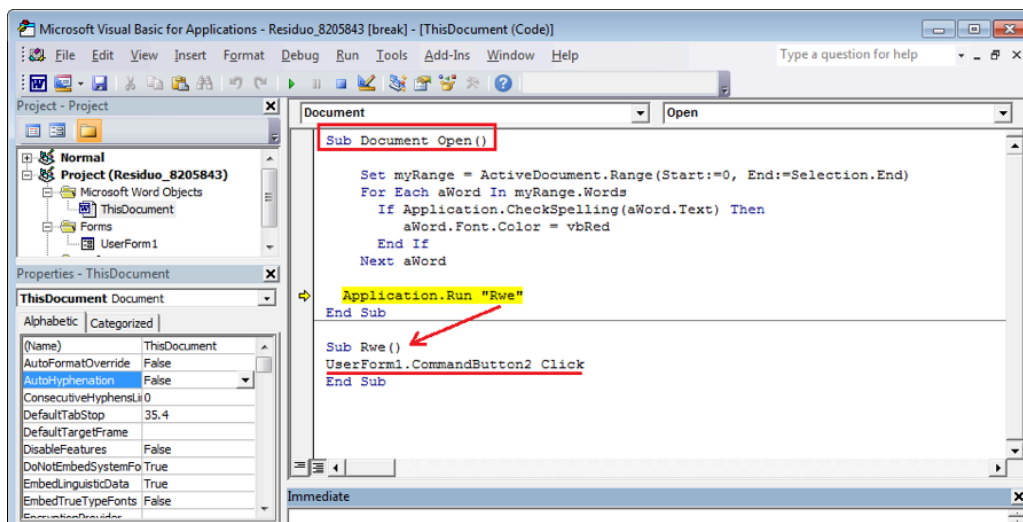 Microsoft Visual Basic for Applications - Residuo_8205843 [break] - [ThisDocument (Code)]
File Edit View Insert Format Debug Run Tools Add-Ins Window Help Type a question for help
Project - Project
Normal
Project (Residuo_8205843)
Microsoft Word Objects
ThisDocument
Forms
UserForm1
Properties - ThisDocument
ThisDocument Document
Alphabetic Categorized
(Name) ThisDocument
AutoFormatOverride False
AutoHyphenation False
ConsecutiveHyphensLi 0
DefaultTabStop 35.4
DefaultTargetFrame
DisableFeatures False
DoNotEmbedSystemFo True
EmbedLinguisticData True
EmbedTrueTypeFonts False
Document Open
Sub Document Open()
Set myRange = ActiveDocument.Range(Start:=0, End:=Selection.End)
For Each aWord In myRange.Words
If Application.CheckSpelling(aWord.Text) Then
aWord.Font.Color = vbRed
End If
Next aWord
Application.Run "Rwe"
End Sub
Sub Rwe()
UserForm1.CommandButton2 Click
End Sub
Immediate